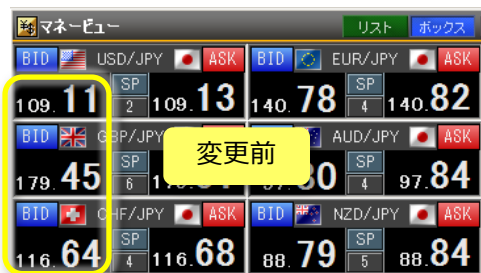 マネービュー リスト ボックス
BID USD/JPY ASK BID EUR/JPY ASK
109.11 SP 2 109.13 140.78 SP 4 140.82
BID GBP/JPY AUD/JPY ASK
変更前
179.45 SP 6 80 SP 4 97.84
BID CHF/JPY ASK BID NZD/JPY ASK
116.64 SP 4 116.68 88.79 SP 5 88.84